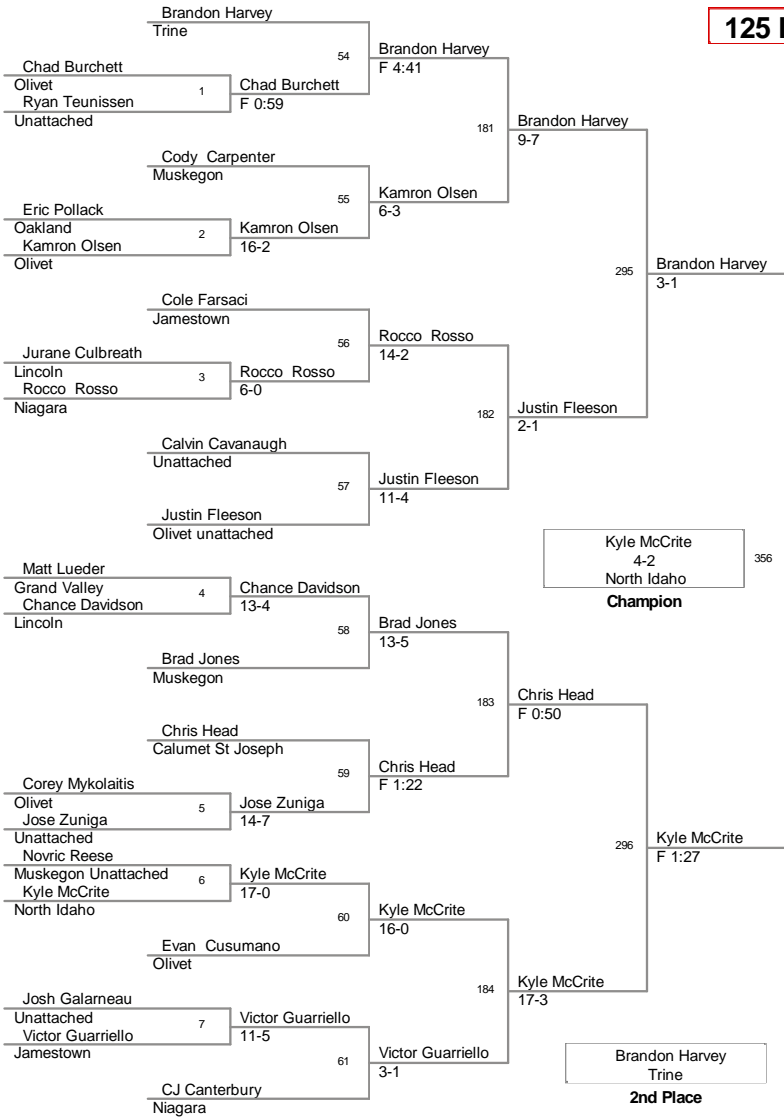 125
Brandon Harvey
Trine
54
Brandon Harvey
F 4:41
Chad Burchett
Olivet
1
Chad Burchett
F 0:59
Ryan Teunissen
Unattached
181
Brandon Harvey
9-7
Cody Carpenter
Muskegon
55
Kamron Olsen
6-3
Eric Pollack
Oakland
2
Kamron Olsen
16-2
Kamron Olsen
Olivet
295
Brandon Harvey
3-1
Cole Farsaci
Jamestown
56
Rocco Rosso
14-2
Jurane Culbreath
Lincoln
3
Rocco Rosso
6-0
Rocco Rosso
Niagara
182
Justin Fleeson
2-1
Calvin Cavanaugh
Unattached
57
Justin Fleeson
11-4
Justin Fleeson
Olivet unattached
Kyle McCrite
4-2
North Idaho
356
Champion
Matt Lueder
Grand Valley
4
Chance Davidson
13-4
Chance Davidson
Lincoln
58
Brad Jones
13-5
Brad Jones
Muskegon
183
Chris Head
F 0:50
Chris Head
Calumet St Joseph
59
Chris Head
F 1:22
Corey Mykolaitis
Olivet
5
Jose Zuniga
14-7
Jose Zuniga
Unattached
296
Kyle McCrite
F 1:27
Novric Reese
Muskegon Unattached
6
Kyle McCrite
17-0
Kyle McCrite
North Idaho
60
Kyle McCrite
16-0
Evan Cusumano
Olivet
184
Kyle McCrite
17-3
Josh Galarneau
Unattached
7
Victor Guarriello
11-5
Victor Guarriello
Jamestown
61
Victor Guarriello
3-1
CJ Canterbury
Niagara
Brandon Harvey
Trine
2nd Place